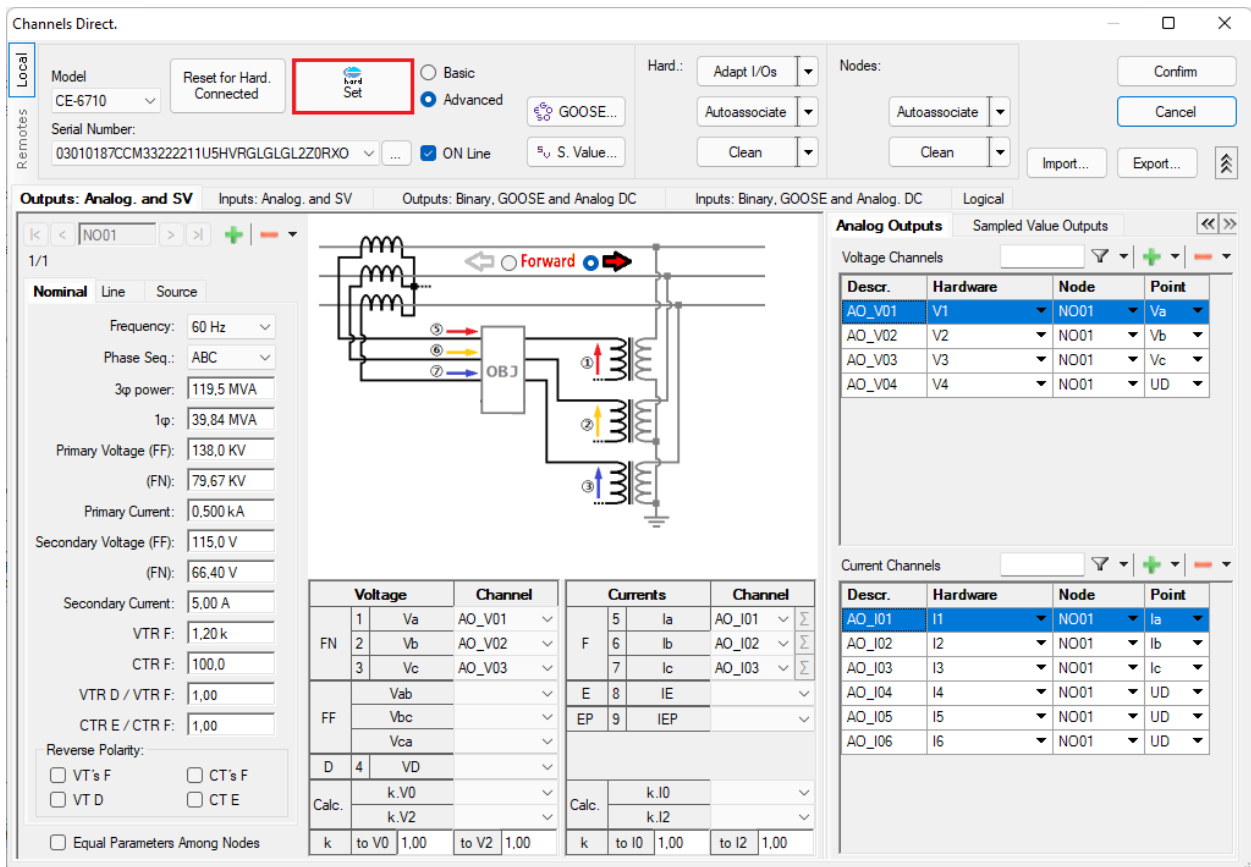 Channels Direct.
Local
Remotes
Model
CE-6710
Reset for Hard. Connected
hard
Set
Basic
Advanced
Serial Number:
03010187CCM33222211U5HVRGLGLGL2Z0RXO
...
ON Line
GOOSE...
S. Value...
Hard.:
Adapt I/Os
Autoassociate
Clean
Nodes:
Autoassociate
Clean
Confirm
Cancel
Import...
Export...
Outputs: Analog. and SV
Inputs: Analog. and SV
Outputs: Binary, GOOSE and Analog DC
Inputs: Binary, GOOSE and Analog. DC
Logical
NO01
1/1
Nominal
Line
Source
Frequency: 60 Hz
Phase Seq.: ABC
3φ power: 119,5 MVA
1φ: 39,84 MVA
Primary Voltage (FF): 138,0 KV
(FN): 79,67 KV
Primary Current: 0,500 kA
Secondary Voltage (FF): 115,0 V
(FN): 66,40 V
Secondary Current: 5,00 A
VTR F: 1,20 k
CTR F: 100,0
VTR D / VTR F: 1,00
CTR E / CTR F: 1,00
Reverse Polarity:
VT's F
CT's F
VT D
CT E
Equal Parameters Among Nodes
Forward
⑤
⑥
⑦
OBJ
①
②
③
Voltage Channel
FN
1 Va AO_V01
2 Vb AO_V02
3 Vc AO_V03
FF
Vab
Vbc
Vca
D 4 VD
Calc.
k.V0
k.V2
k to V0 1,00 to V2 1,00
Currents Channel
F
5 Ia AO_I01 Σ
6 Ib AO_I02 Σ
7 Ic AO_I03 Σ
E 8 IE
EP 9 IEP
Calc.
k.I0
k.I2
k to I0 1,00 to I2 1,00
Analog Outputs
Sampled Value Outputs
Voltage Channels
Descr. Hardware Node Point
AO_V01 V1 NO01 Va
AO_V02 V2 NO01 Vb
AO_V03 V3 NO01 Vc
AO_V04 V4 NO01 UD
Current Channels
Descr. Hardware Node Point
AO_I01 I1 NO01 Ia
AO_I02 I2 NO01 Ib
AO_I03 I3 NO01 Ic
AO_I04 I4 NO01 UD
AO_I05 I5 NO01 UD
AO_I06 I6 NO01 UD